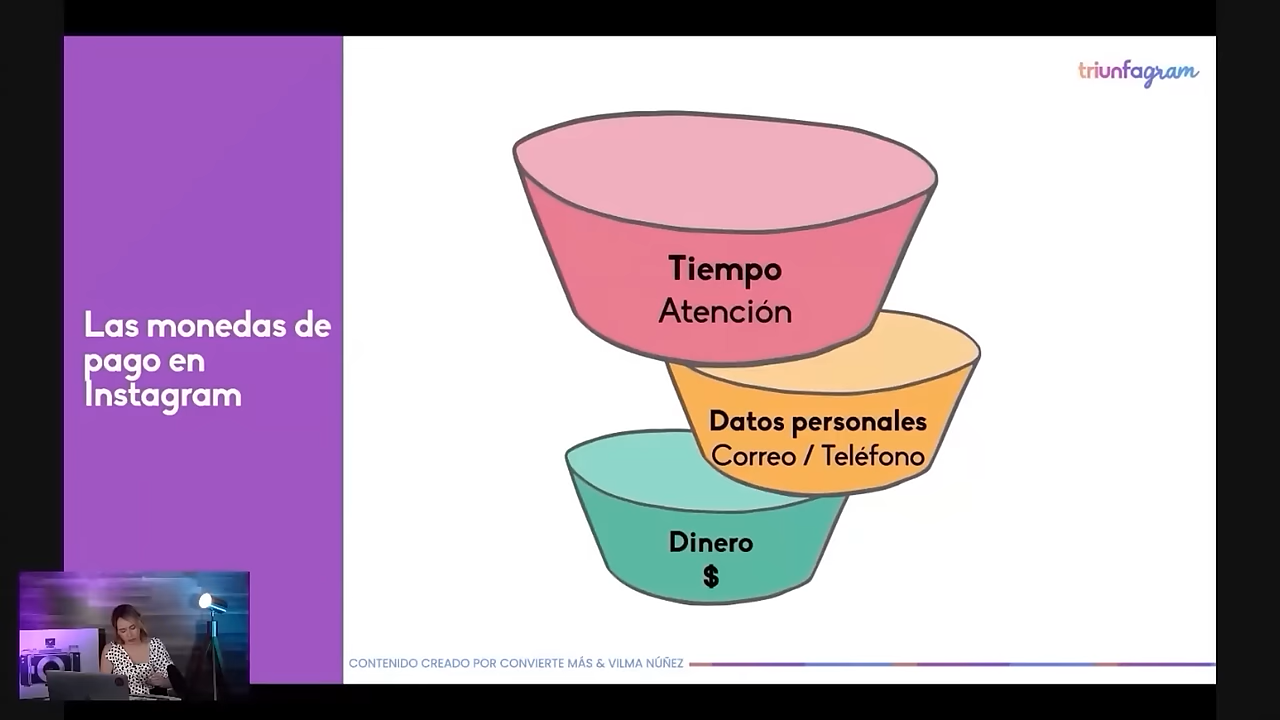 triunfagram
Las monedas de
pago en
Instagram
Tiempo
Atención
Datos personales
Correo / Teléfono
Dinero
$
CONTENIDO CREADO POR CONVIERTE MÁS & VILMA NÚÑEZ